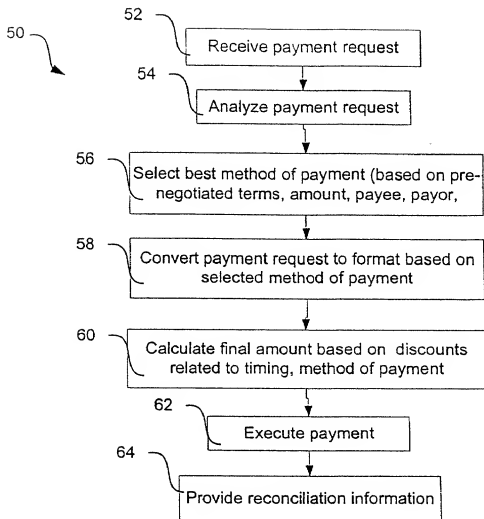 50
52
Receive payment request
54
Analyze payment request
56
Select best method of payment (based on pre-
negotiated terms, amount, payee, payor,
58
Convert payment request to format based on
selected method of payment
60
Calculate final amount based on discounts
related to timing, method of payment
62
Execute payment
64
Provide reconciliation information